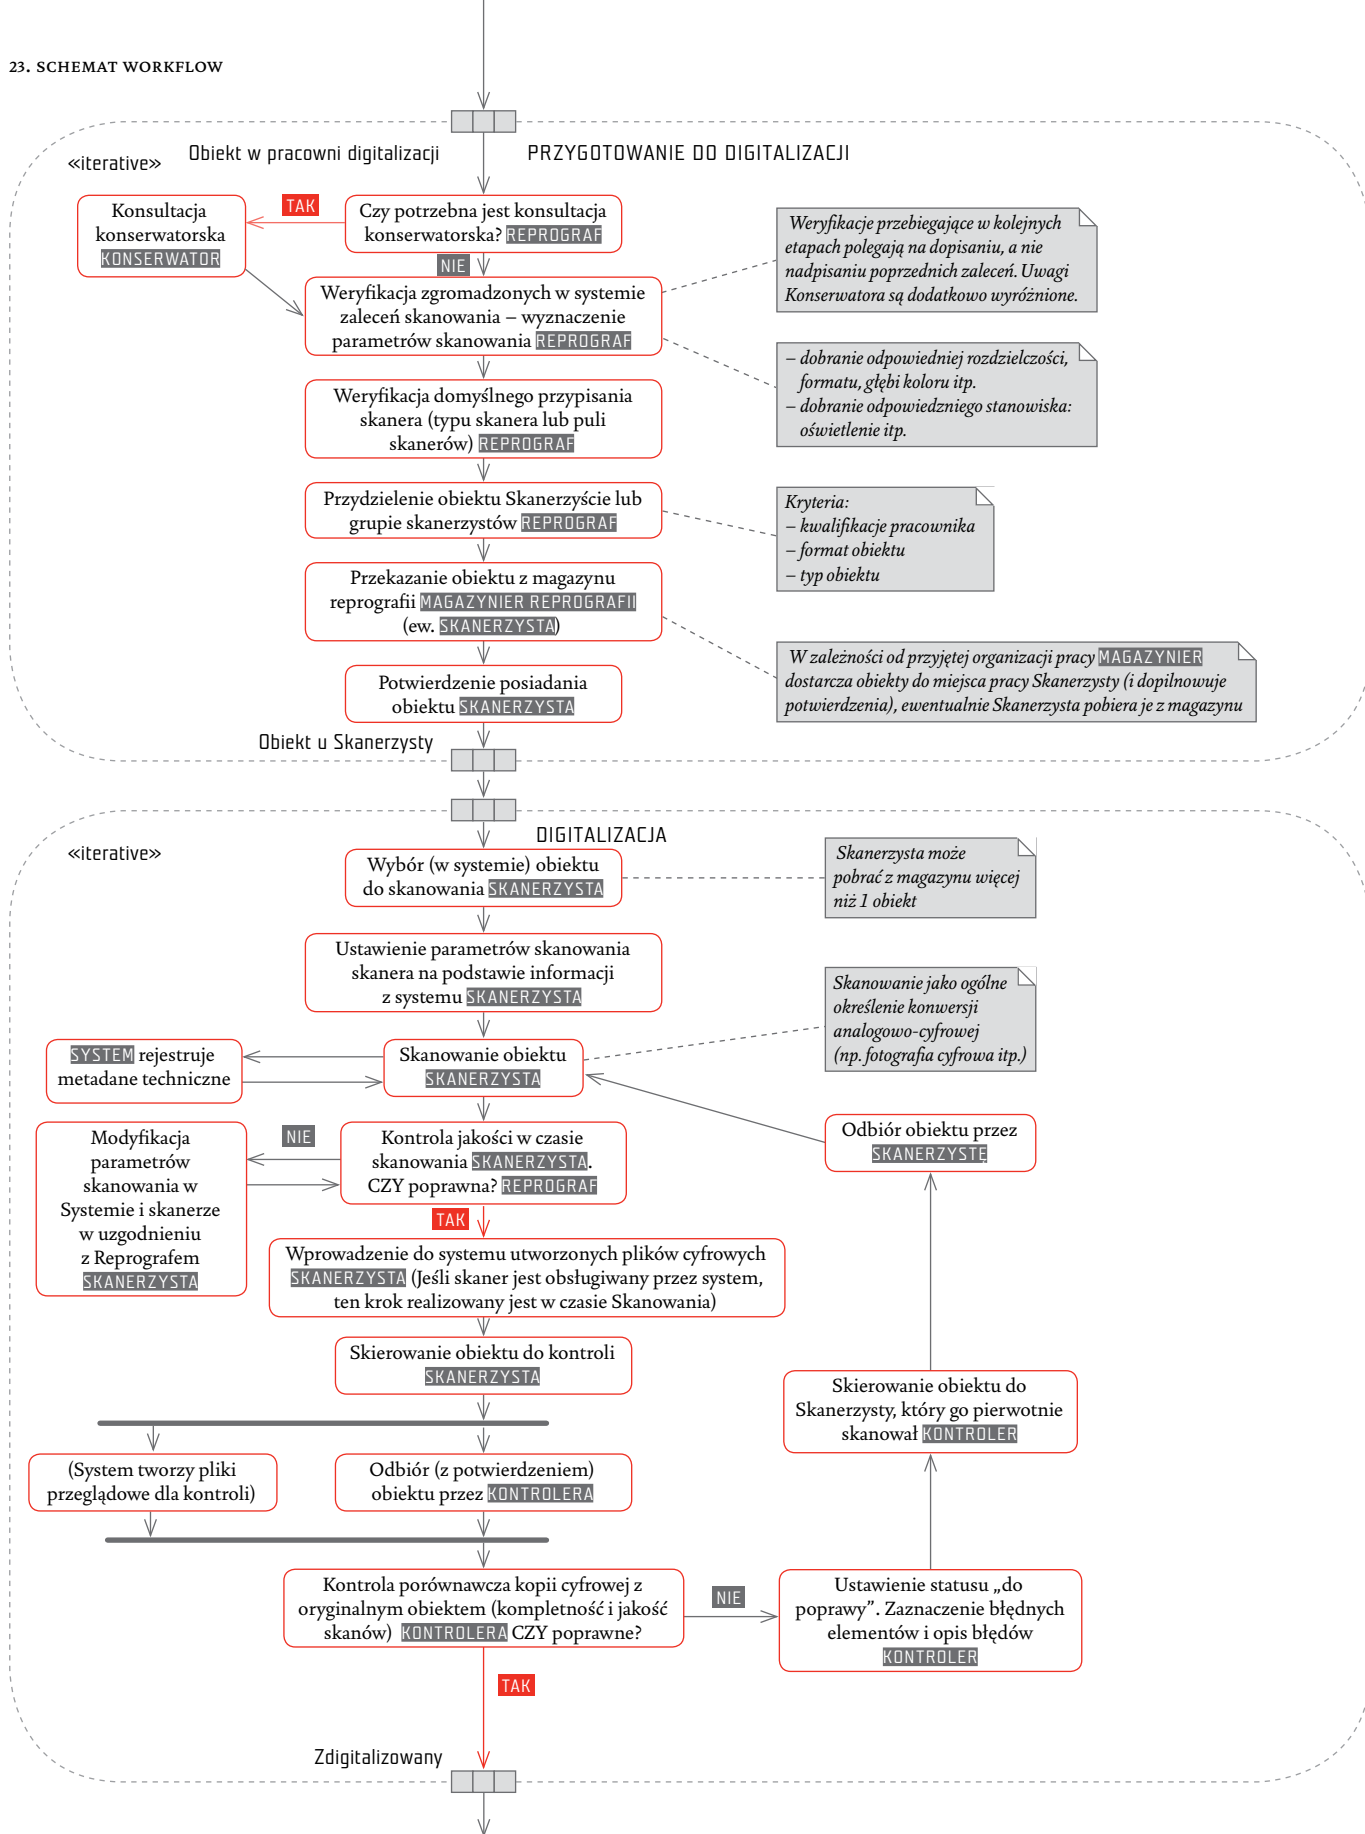 23. SCHEMAT WORKFLOW
«iterative»
Obiekt w pracowni digitalizacji
PRZYGOTOWANIE DO DIGITALIZACJI
Konsultacja
konserwatorska
KONSERWATOR
TAK
Czy potrzebna jest konsultacja
konserwatorska? REPROGRAF
NIE
Weryfikacje przebiegające w kolejnych
etapach polegają na dopisaniu, a nie
nadpisaniu poprzednich zaleceń. Uwagi
Konserwatora są dodatkowo wyróżnione.
Weryfikacja zgromadzonych w systemie
zaleceń skanowania – wyznaczenie
parametrów skanowania REPROGRAF
– dobranie odpowiedniej rozdzielczości,
formatu, głębi koloru itp.
– dobranie odpowiedzniego stanowiska:
oświetlenie itp.
Weryfikacja domyślnego przypisania
skanera (typu skanera lub puli
skanerów) REPROGRAF
Przydzielenie obiektu Skanerzyście lub
grupie skanerzystów REPROGRAF
Kryteria:
– kwalifikacje pracownika
– format obiektu
– typ obiektu
Przekazanie obiektu z magazynu
reprografii MAGAZYNIER REPROGRAFII
(ew. SKANERZYSTA)
W zależności od przyjętej organizacji pracy MAGAZYNIER
dostarcza obiekty do miejsca pracy Skanerzysty (i dopilnowuje
potwierdzenia), ewentualnie Skanerzysta pobiera je z magazynu
Potwierdzenie posiadania
obiektu SKANERZYSTA
Obiekt u Skanerzysty
DIGITALIZACJA
«iterative»
Wybór (w systemie) obiektu
do skanowania SKANERZYSTA
Skanerzysta może
pobrać z magazynu więcej
niż 1 obiekt
Ustawienie parametrów skanowania
skanera na podstawie informacji
z systemu SKANERZYSTA
Skanowanie jako ogólne
określenie konwersji
analogowo-cyfrowej
(np. fotografia cyfrowa itp.)
SYSTEM rejestruje
metadane techniczne
Skanowanie obiektu
SKANERZYSTA
Modyfikacja
parametrów
skanowania w
Systemie i skanerze
w uzgodnieniu
z Reprografem
SKANERZYSTA
NIE
Kontrola jakości w czasie
skanowania SKANERZYSTA.
CZY poprawna? REPROGRAF
Odbiór obiektu przez
SKANERZYSTĘ
TAK
Wprowadzenie do systemu utworzonych plików cyfrowych
SKANERZYSTA (Jeśli skaner jest obsługiwany przez system,
ten krok realizowany jest w czasie Skanowania)
Skierowanie obiektu do kontroli
SKANERZYSTA
Skierowanie obiektu do
Skanerzysty, który go pierwotnie
skanował KONTROLER
(System tworzy pliki
przeglądowe dla kontroli)
Odbiór (z potwierdzeniem)
obiektu przez KONTROLERA
Kontrola porównawcza kopii cyfrowej z
oryginalnym obiektem (kompletność i jakość
skanów) KONTROLERA CZY poprawne?
NIE
Ustawienie statusu „do
poprawy”. Zaznaczenie błędnych
elementów i opis błędów
KONTROLER
TAK
Zdigitalizowany